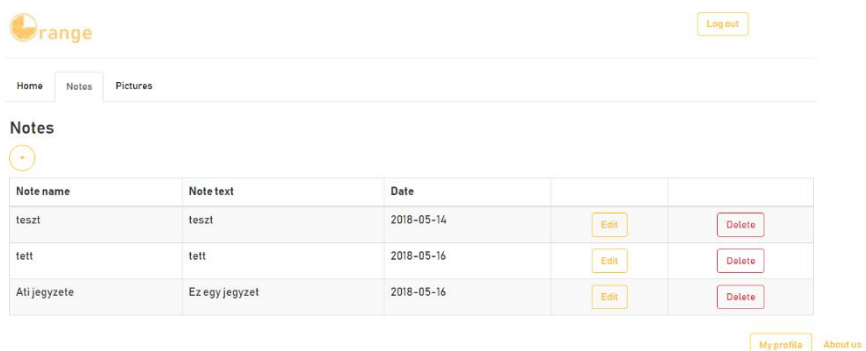 Orange
Log out
Home Notes Pictures
Notes
+
Note name Note text Date
teszt teszt 2018-05-14 Edit Delete
tett tett 2018-05-16 Edit Delete
Ati jegyzete Ez egy jegyzet 2018-05-16 Edit Delete
My profile About us